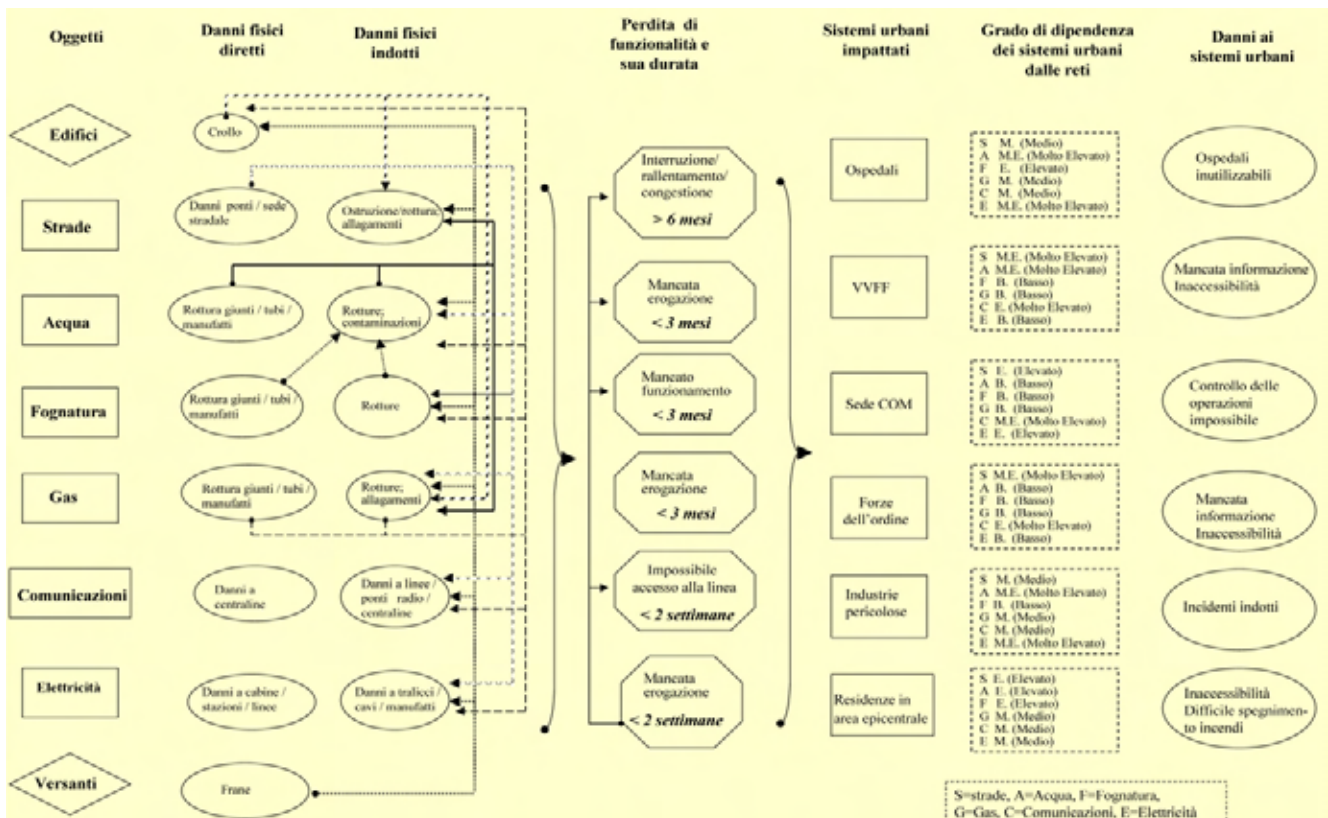 Oggetti
Danni fisici
diretti
Danni fisici
indotti
Perdita di
funzionalità e
sua durata
Sistemi urbani
impattati
Grado di dipendenza
dei sistemi urbani
dalle reti
Danni ai
sistemi urbani
Edifici
Crollo
Strade
Danni ponti / sede
stradale
Ostruzione/rottura;
allagamenti
Acqua
Rottura giunti / tubi /
manufatti
Rotture;
contaminazioni
Fognatura
Rottura giunti / tubi /
manufatti
Rotture
Gas
Rottura giunti / tubi /
manufatti
Rotture;
allagamenti
Comunicazioni
Danni a
centraline
Danni a linee /
ponti radio /
centraline
Elettricità
Danni a cabine /
stazioni / linee
Danni a tralicci /
cavi / manufatti
Versanti
Frane
Interruzione/
rallentamento/
congestione
> 6 mesi
Mancata
erogazione
< 3 mesi
Mancato
funzionamento
< 3 mesi
Mancata
erogazione
< 3 mesi
Impossibile
accesso alla linea
< 2 settimane
Mancata
erogazione
< 2 settimane
Ospedali
S M. (Medio)
A M.E. (Molto Elevato)
F E. (Elevato)
G M. (Medio)
C M. (Medio)
E M.E. (Molto Elevato)
Ospedali
inutilizzabili
VVFF
S M.E. (Molto Elevato)
A M.E. (Molto Elevato)
F B. (Basso)
G B. (Basso)
C E. (Molto Elevato)
E B. (Basso)
Mancata informazione
Inaccessibilità
Sede COM
S E. (Elevato)
A B. (Basso)
F B. (Basso)
G B. (Basso)
C M.E. (Molto Elevato)
E E. (Elevato)
Controllo delle
operazioni
impossibile
Forze
dell'ordine
S M.E. (Molto Elevato)
A B. (Basso)
F B. (Basso)
G B. (Basso)
C E. (Molto Elevato)
E B. (Basso)
Mancata
informazione
Inaccessibilità
Industrie
pericolose
S M. (Medio)
A M.E. (Molto Elevato)
F B. (Basso)
G M. (Medio)
C M. (Medio)
E M.E. (Molto Elevato)
Incidenti indotti
Residenze in
area epicentrale
S E. (Elevato)
A E. (Elevato)
F E. (Elevato)
G M. (Medio)
C M. (Medio)
E M. (Medio)
Inaccessibilità
Difficile spegnimen-
to incendi
S=strade, A=Acqua, F=Fognatura,
G=Gas, C=Comunicazioni, E=Elettricità